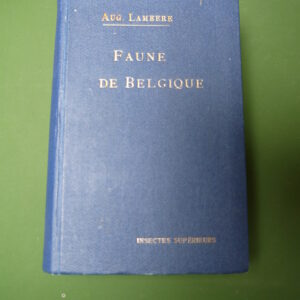 AUG. LAMEERE
FAUNE
DE BELGIQUE
INSECTES SUPÉRIEURS